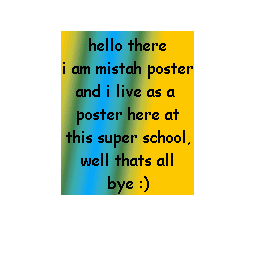 hello there
i am mistah poster
and i live as a
poster here at
this super school,
well thats all
bye :)